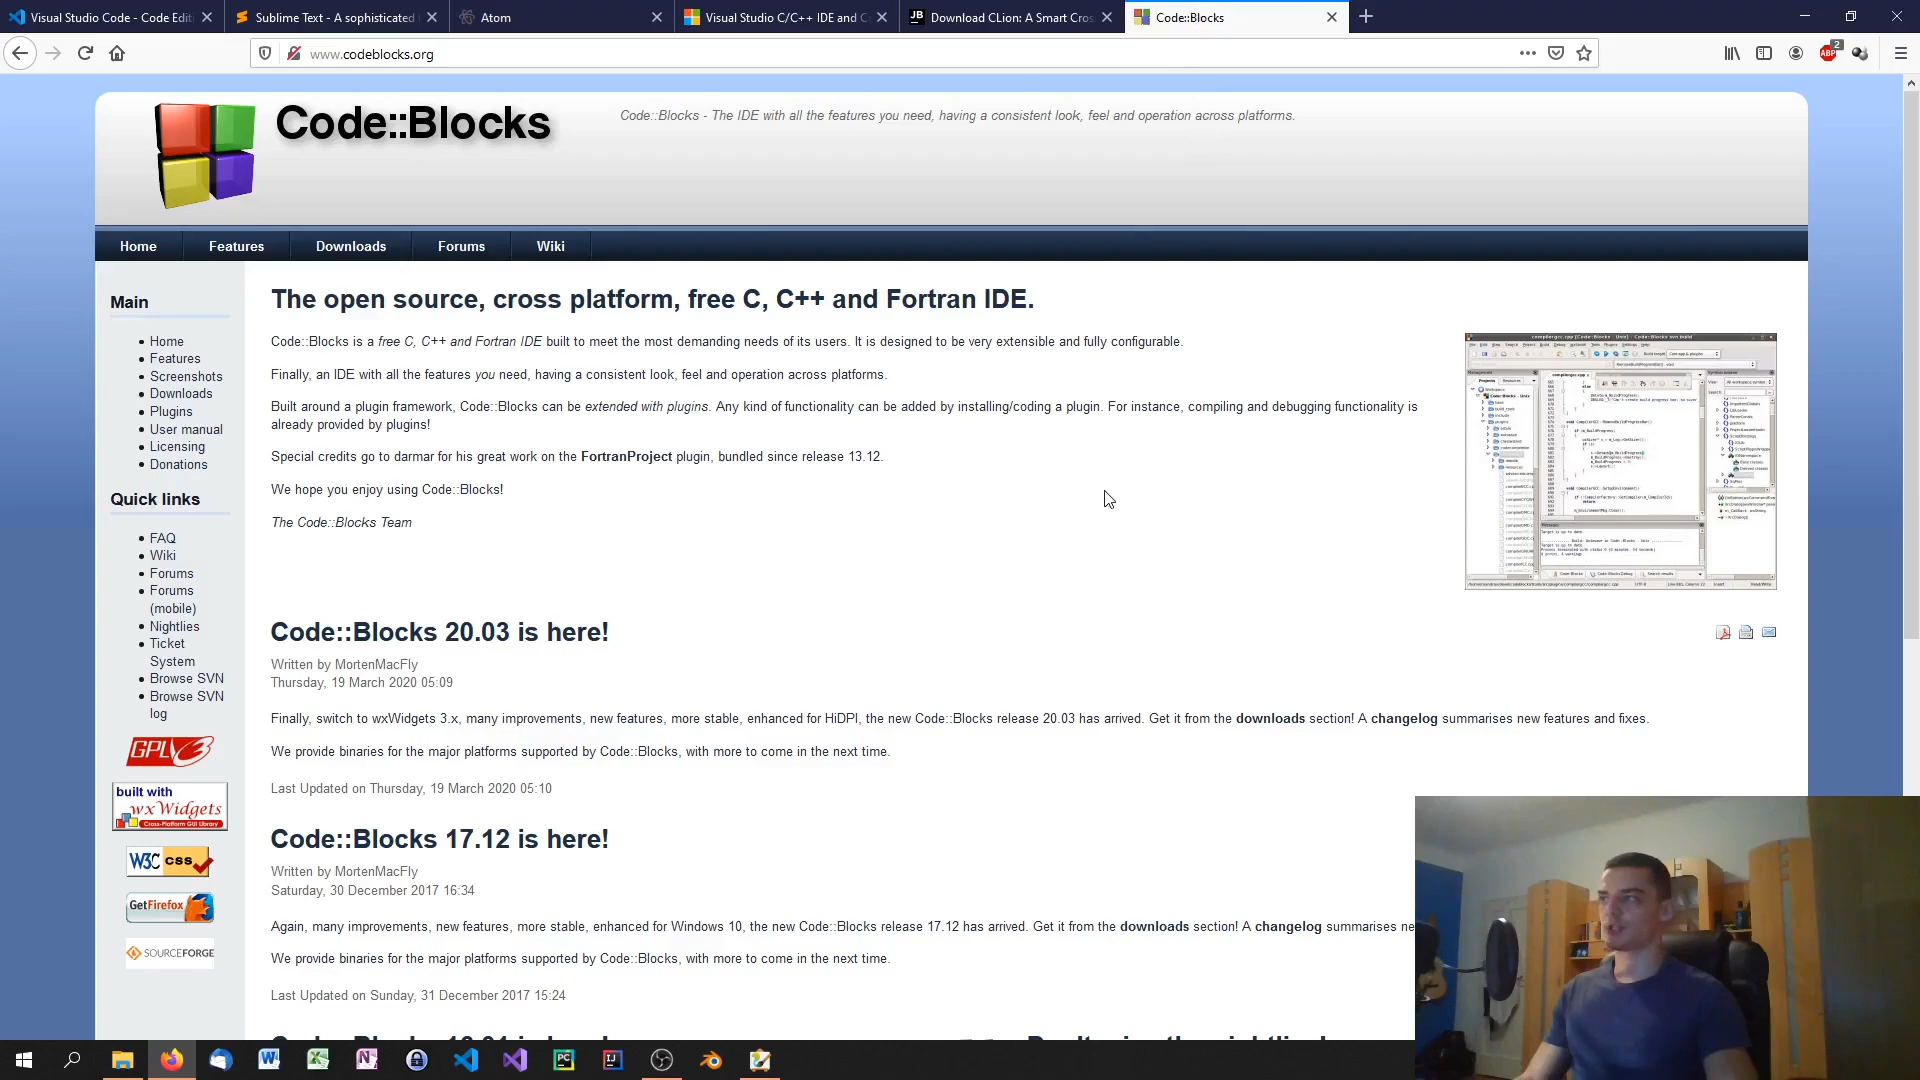 Visual Studio Code - Code Edit
Sublime Text - A sophisticated
Atom
Visual Studio C/C++ IDE and C
Download CLion: A Smart Cros
Code::Blocks
www.codeblocks.org
ABP
2
Code::Blocks
Code::Blocks - The IDE with all the features you need, having a consistent look, feel and operation across platforms.
Home
Features
Downloads
Forums
Wiki
Main
Home
Features
Screenshots
Downloads
Plugins
User manual
Licensing
Donations
Quick links
FAQ
Wiki
Forums
Forums
(mobile)
Nightlies
Ticket
System
Browse SVN
Browse SVN
log
GPL 3
built with
wxWidgets
Cross-Platform GUI Library
W3C css
GetFirefox
SOURCEFORGE
The open source, cross platform, free C, C++ and Fortran IDE.
Code::Blocks is a free C, C++ and Fortran IDE built to meet the most demanding needs of its users. It is designed to be very extensible and fully configurable.
Finally, an IDE with all the features you need, having a consistent look, feel and operation across platforms.
Built around a plugin framework, Code::Blocks can be extended with plugins. Any kind of functionality can be added by installing/coding a plugin. For instance, compiling and debugging functionality is
already provided by plugins!
Special credits go to darmar for his great work on the FortranProject plugin, bundled since release 13.12.
We hope you enjoy using Code::Blocks!
The Code::Blocks Team
Code::Blocks 20.03 is here!
Written by MortenMacFly
Thursday, 19 March 2020 05:09
Finally, switch to wxWidgets 3.x, many improvements, new features, more stable, enhanced for HiDPI, the new Code::Blocks release 20.03 has arrived. Get it from the downloads section! A changelog summarises new features and fixes.
We provide binaries for the major platforms supported by Code::Blocks, with more to come in the next time.
Last Updated on Thursday, 19 March 2020 05:10
Code::Blocks 17.12 is here!
Written by MortenMacFly
Saturday, 30 December 2017 16:34
Again, many improvements, new features, more stable, enhanced for Windows 10, the new Code::Blocks release 17.12 has arrived. Get it from the downloads section! A changelog summarises ne
We provide binaries for the major platforms supported by Code::Blocks, with more to come in the next time.
Last Updated on Sunday, 31 December 2017 15:24